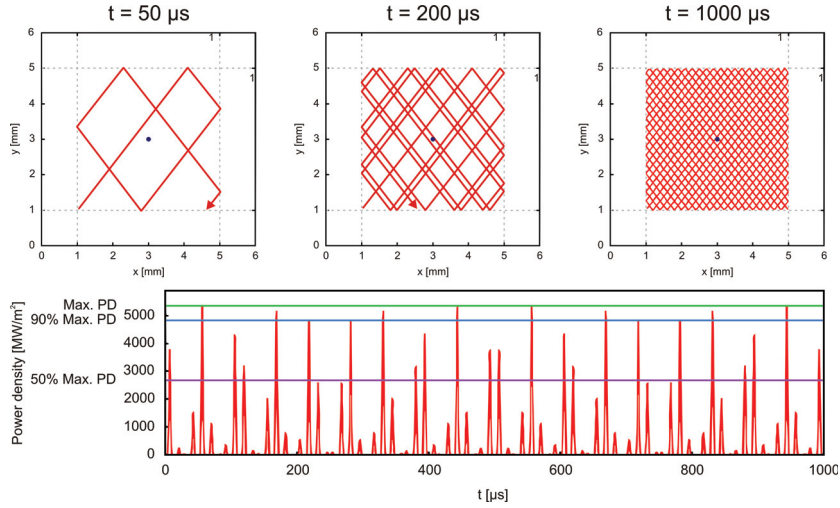 t = 50 µs
t = 200 µs
t = 1000 µs
1
1
6
5
4
3
2
1
0
y [mm]
0 1 2 3 4 5 6
x [mm]
1
1
6
5
4
3
2
1
0
y [mm]
0 1 2 3 4 5 6
x [mm]
1
1
6
5
4
3
2
1
0
y [mm]
0 1 2 3 4 5 6
x [mm]
Max. PD
90% Max. PD
50% Max. PD
Power density [MW/m²]
5000
4000
3000
2000
1000
0
0 200 400 600 800 1000
t [µs]